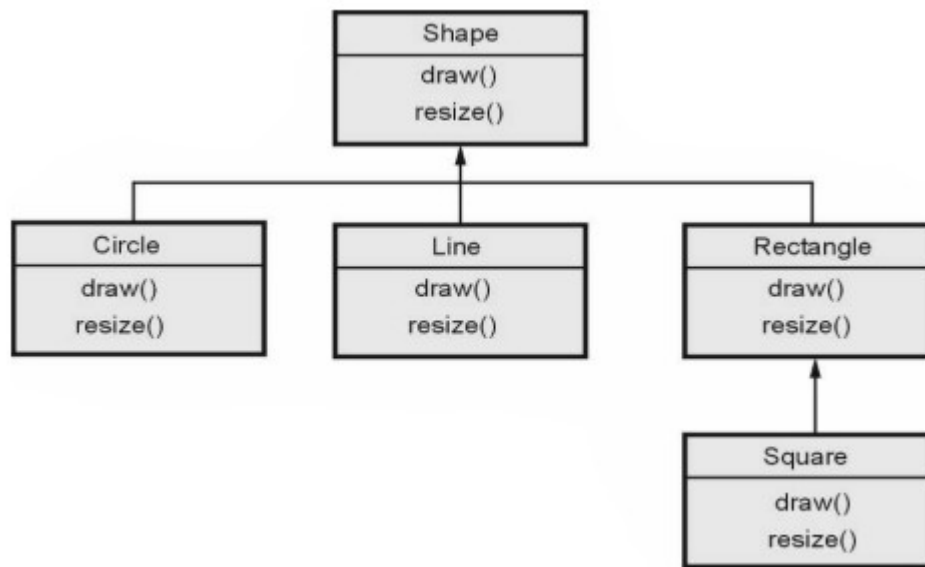 Shape
draw()
resize()
Circle
draw()
resize()
Line
draw()
resize()
Rectangle
draw()
resize()
Square
draw()
resize()